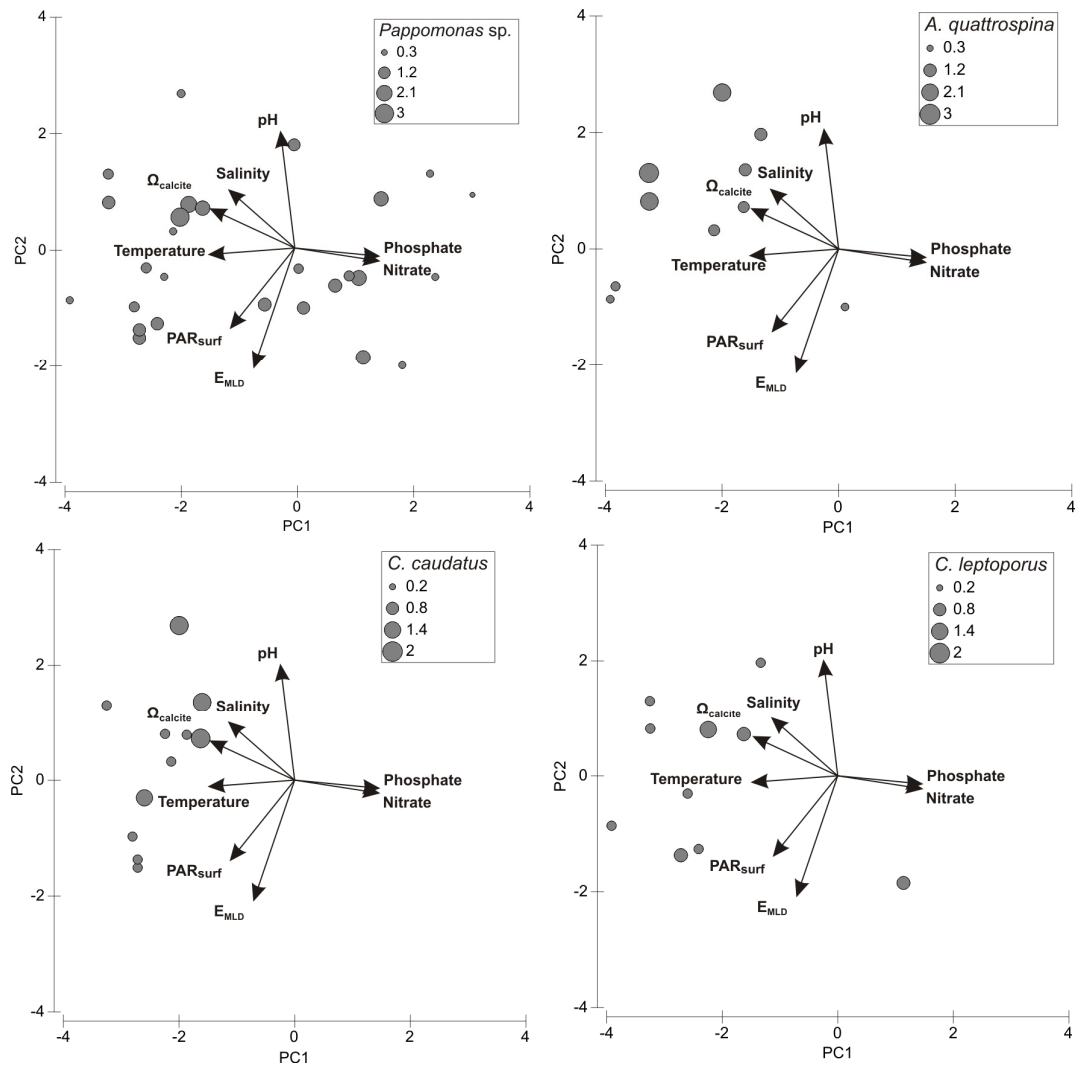 4
Pappomonas sp.
0.3
1.2
2.1
3
2
pH
Salinity
Ωcalcite
PC2
0
Temperature
Phosphate
Nitrate
PARsurf
-2
EMLD
-4
-4 -2 0 2 4
PC1
4
A. quattrospina
0.3
1.2
2.1
3
2
pH
Salinity
Ωcalcite
PC2
0
Temperature
Phosphate
Nitrate
PARsurf
-2
EMLD
-4
-4 -2 0 2 4
PC1
4
C. caudatus
0.2
0.8
1.4
2
2
pH
Salinity
Ωcalcite
PC2
0
Temperature
Phosphate
Nitrate
PARsurf
-2
EMLD
-4
-4 -2 0 2 4
PC1
4
C. leptoporus
0.2
0.8
1.4
2
2
pH
Salinity
Ωcalcite
PC2
0
Temperature
Phosphate
Nitrate
PARsurf
-2
EMLD
-4
-4 -2 0 2 4
PC1